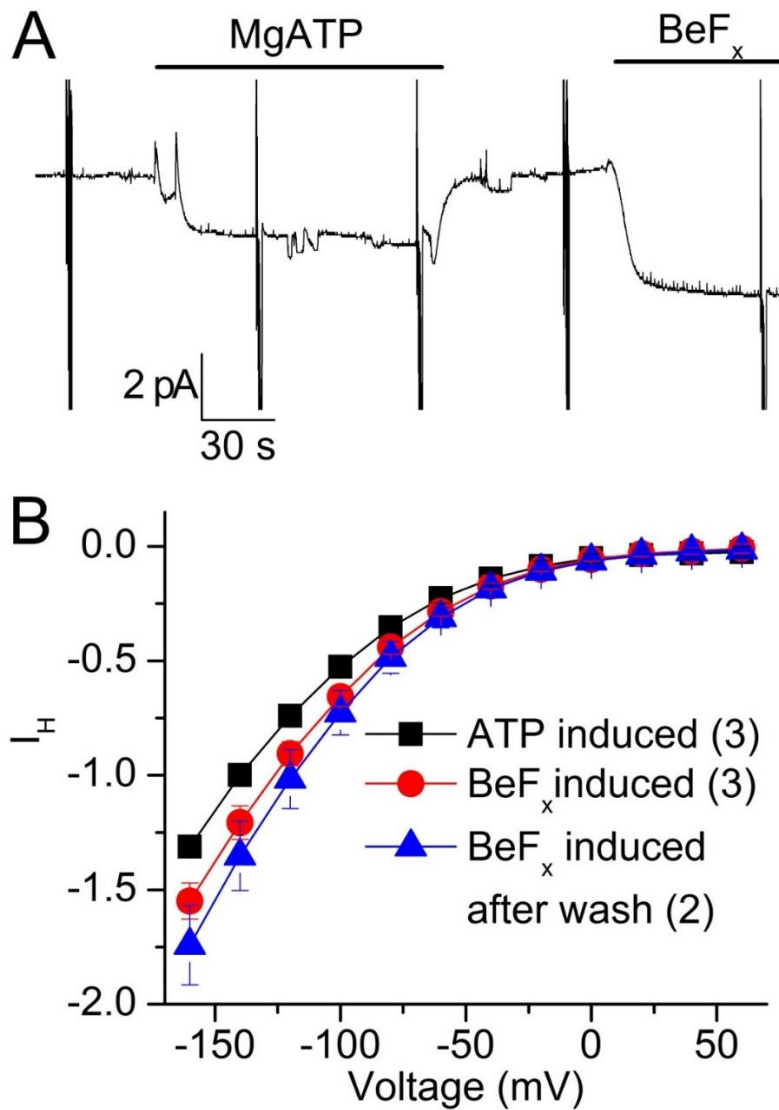 A
MgATP
BeFx
2 pA
30 s
B
0.0
-0.5
-1.0
-1.5
-2.0
IH
ATP induced (3)
BeFx induced (3)
BeFx induced
after wash (2)
-150 -100 -50 0 50
Voltage (mV)